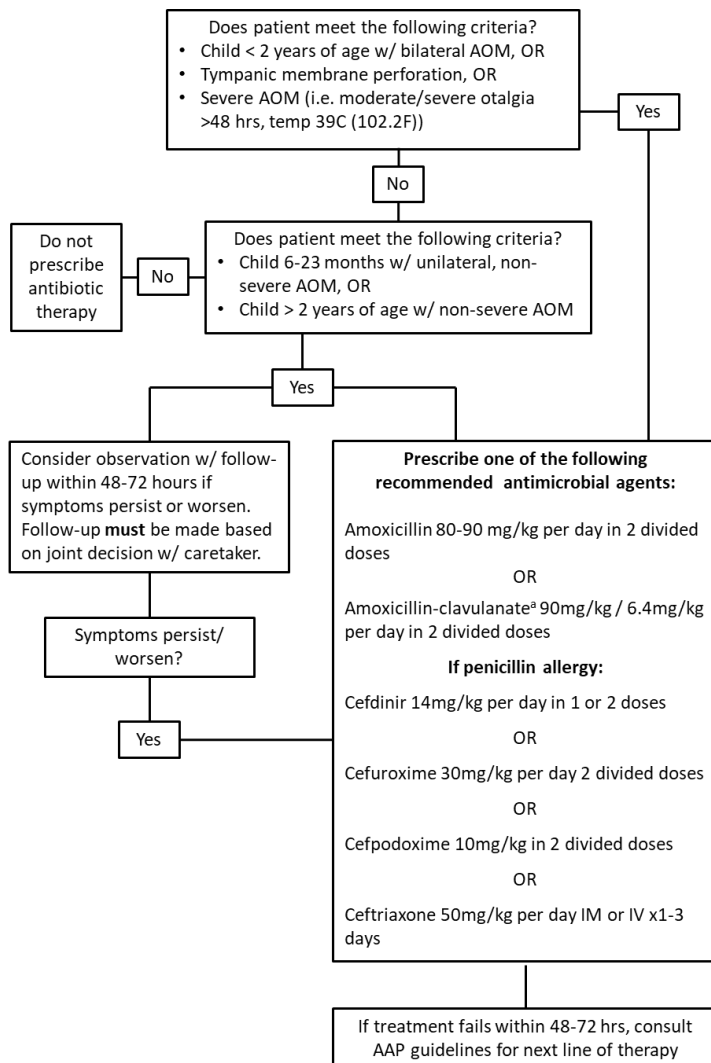 Does patient meet the following criteria?
• Child < 2 years of age w/ bilateral AOM, OR
• Tympanic membrane perforation, OR
• Severe AOM (i.e. moderate/severe otalgia
>48 hrs, temp 39C (102.2F))
Yes
No
Does patient meet the following criteria?
• Child 6-23 months w/ unilateral, non-
severe AOM, OR
• Child > 2 years of age w/ non-severe AOM
No
Do not
prescribe
antibiotic
therapy
Yes
Consider observation w/ follow-
up within 48-72 hours if
symptoms persist or worsen.
Follow-up must be made based
on joint decision w/ caretaker.
Symptoms persist/
worsen?
Yes
Prescribe one of the following
recommended antimicrobial agents:
Amoxicillin 80-90 mg/kg per day in 2 divided
doses
OR
Amoxicillin-clavulanateᵃ 90mg/kg / 6.4mg/kg
per day in 2 divided doses
If penicillin allergy:
Cefdinir 14mg/kg per day in 1 or 2 doses
OR
Cefuroxime 30mg/kg per day 2 divided doses
OR
Cefpodoxime 10mg/kg in 2 divided doses
OR
Ceftriaxone 50mg/kg per day IM or IV x1-3
days
If treatment fails within 48-72 hrs, consult
AAP guidelines for next line of therapy